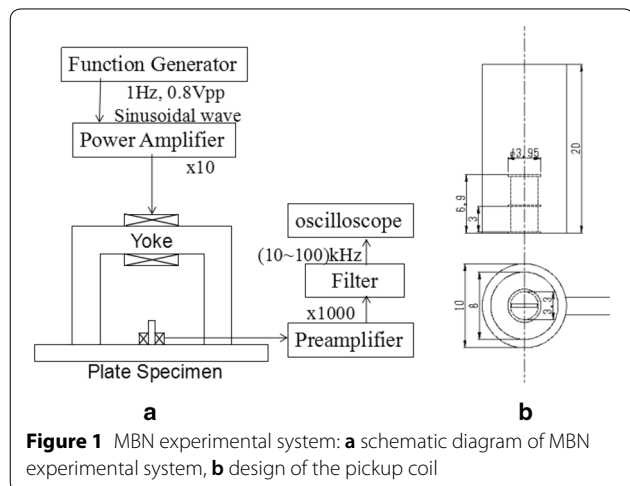 Function Generator
1Hz, 0.8Vpp
Sinusoidal wave
Power Amplifier
x10
Yoke
oscilloscope
(10~100)kHz
Filter
x1000
Preamplifier
Plate Specimen
a
ϕ3.95
20
6.9
3
10
8
3.3
b
Figure 1 MBN experimental system: a schematic diagram of MBN
experimental system, b design of the pickup coil